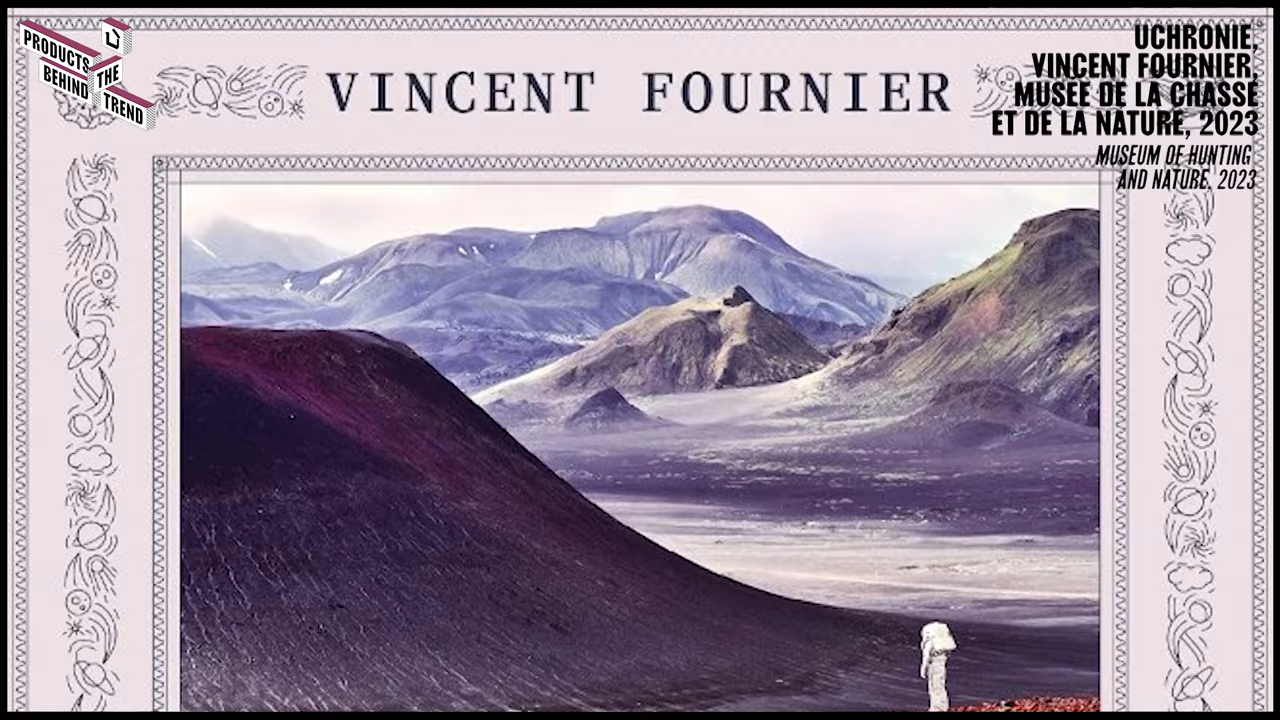 PRODUCTS
BEHIND THE
TREND
VINCENT FOURNIER
UCHRONIE,
VINCENT FOURNIER,
MUSÉE DE LA CHASSE
ET DE LA NATURE, 2023
MUSEUM OF HUNTING
AND NATURE, 2023